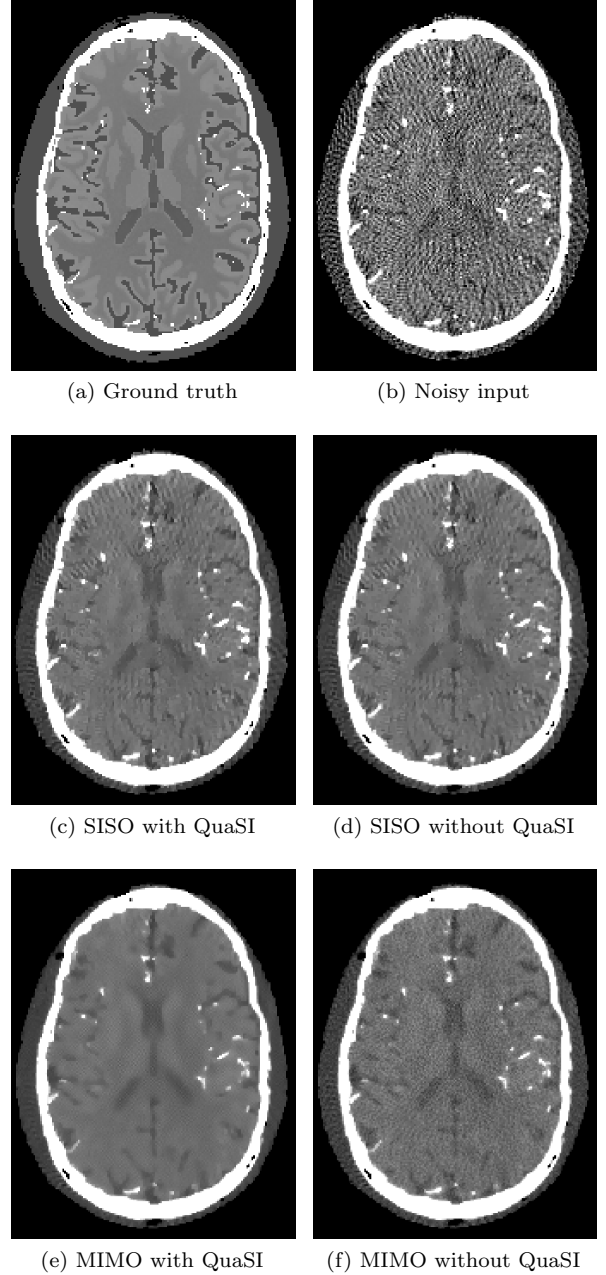 (a) Ground truth
(b) Noisy input
(c) SISO with QuaSI
(d) SISO without QuaSI
(e) MIMO with QuaSI
(f) MIMO without QuaSI